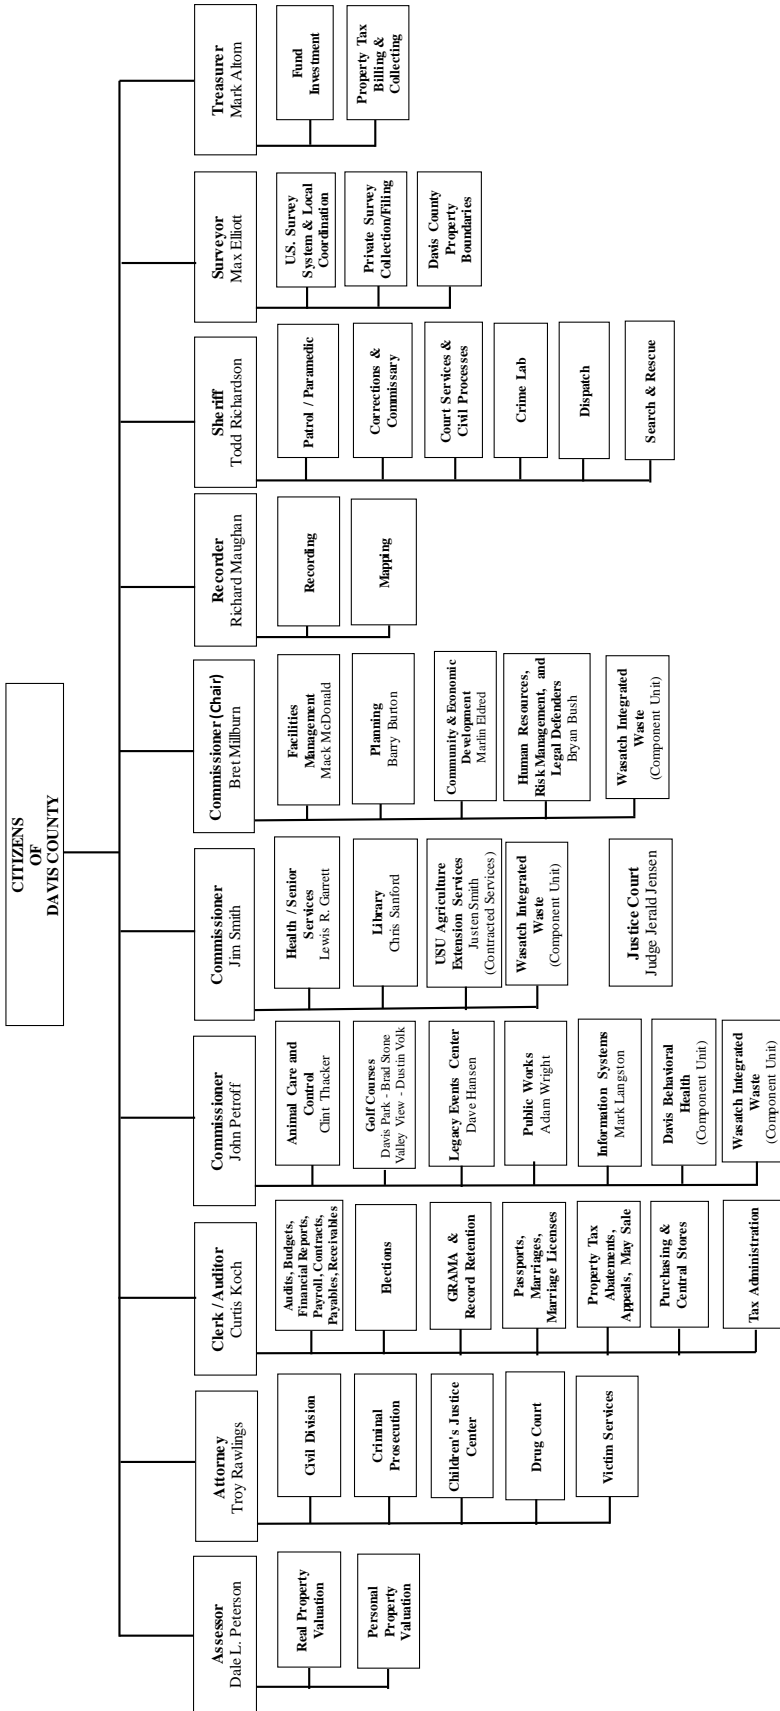 CITIZENS
OF
DAVIS COUNTY
Assessor
Dale L. Peterson
Real Property
Valuation
Personal
Property
Valuation
Attorney
Troy Rawlings
Civil Division
Criminal
Prosecution
Children's Justice
Center
Drug Court
Victim Services
Clerk / Auditor
Curtis Koch
Audits, Budgets,
Financial Reports,
Payroll, Contracts,
Payables, Receivables
Elections
GRAMA &
Record Retention
Passports,
Marriages,
Marriage Licenses
Property Tax
Abatements,
Appeals, May Sale
Purchasing &
Central Stores
Tax Administration
Commissioner
John Petroff
Animal Care and
Control
Clint Thacker
Golf Courses
Davis Park - Brad Stone
Valley View - Dustin Volk
Legacy Events Center
Dave Hansen
Public Works
Adam Wright
Information Systems
Mark Langston
Davis Behavioral
Health
(Component Unit)
Wasatch Integrated
Waste
(Component Unit)
Commissioner
Jim Smith
Health / Senior
Services
Lewis R. Garrett
Library
Chris Sanford
USU Agriculture
Extension Services
Justen Smith
(Contracted Services)
Wasatch Integrated
Waste
(Component Unit)
Justice Court
Judge Jerald Jensen
Commissioner (Chair)
Bret Millburn
Facilities
Management
Mack McDonald
Planning
Barry Burton
Community & Economic
Development
Marlin Eldred
Human Resources,
Risk Management, and
Legal Defenders
Bryan Bush
Wasatch Integrated
Waste
(Component Unit)
Recorder
Richard Maughan
Recording
Mapping
Sheriff
Todd Richardson
Patrol / Paramedic
Corrections &
Commissary
Court Services &
Civil Processes
Crime Lab
Dispatch
Search & Rescue
Surveyor
Max Elliott
U.S. Survey
System & Local
Coordination
Private Survey
Collection/Filing
Davis County
Property
Boundaries
Treasurer
Mark Altom
Fund
Investment
Property Tax
Billing &
Collecting